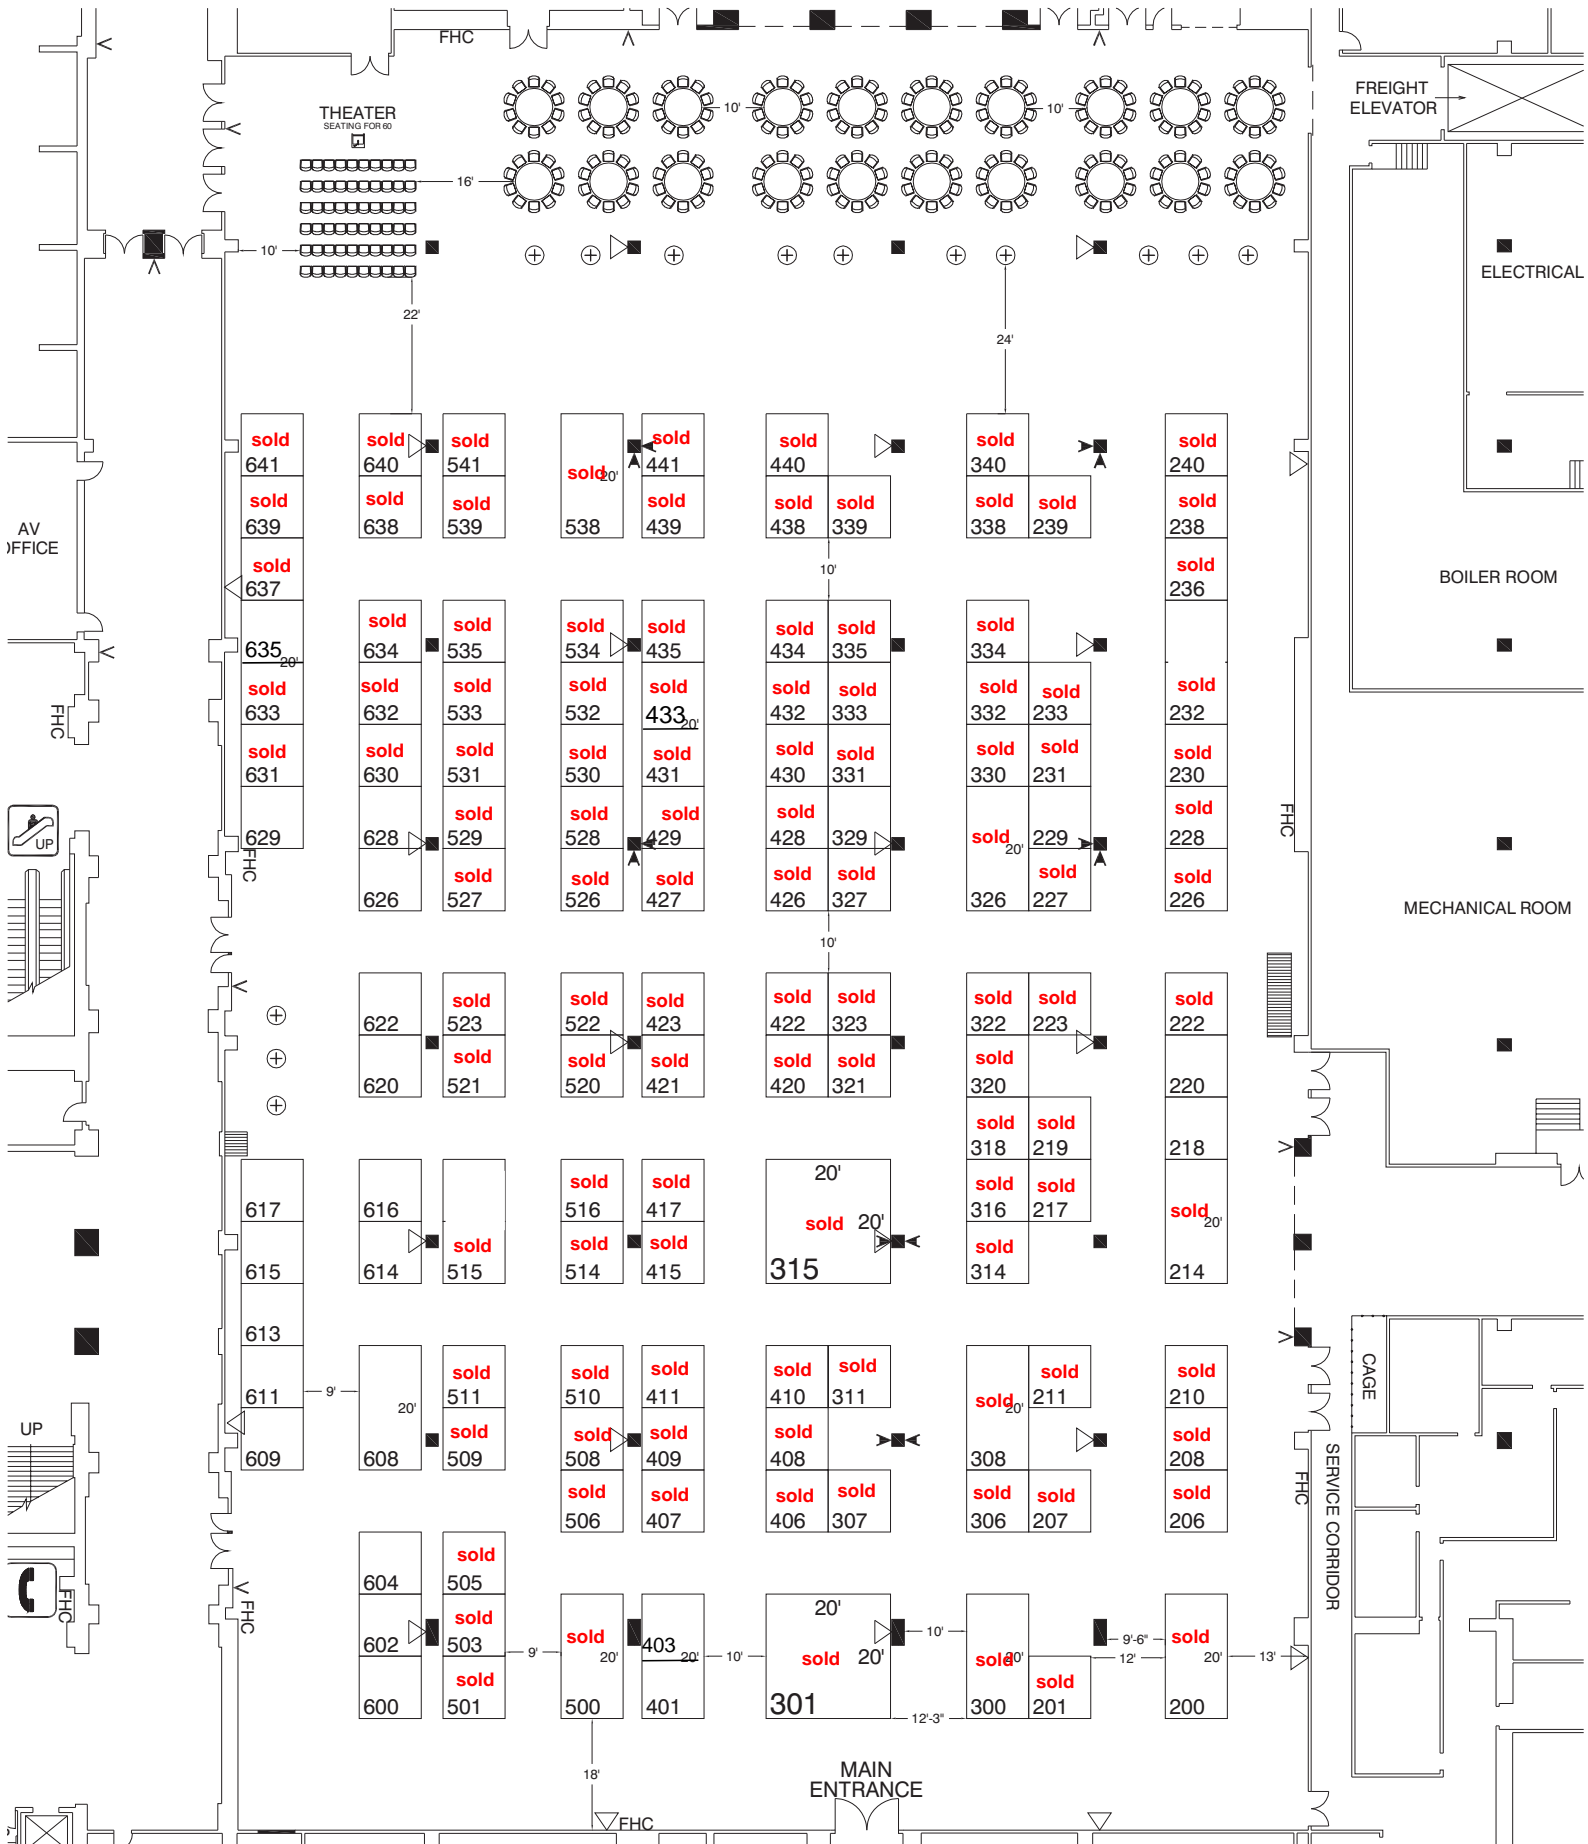 FHC
THEATER
SEATING FOR 60
FREIGHT
ELEVATOR
10'
10'
16'
10'
ELECTRICAL
22'
24'
sold sold sold sold sold sold sold
641 640 541 sold 20' 441 440 340 240
sold sold sold sold sold sold sold sold sold
639 638 539 538 439 438 339 338 239 238
AV
OFFICE
sold 10' sold
637 236
BOILER ROOM
sold sold sold sold sold sold sold
635 20' 634 535 534 435 434 335 334
sold sold sold sold sold sold sold sold sold sold
633 632 533 532 433 20' 432 333 332 233 232
FHC
sold sold sold sold sold sold sold sold sold sold
631 630 531 530 431 430 331 330 231 230
sold sold sold sold sold 20' sold
629 628 529 528 429 428 329 229 228
UP
FHC
FHC
sold sold sold sold sold sold sold
626 527 526 427 426 327 326 227 226
MECHANICAL ROOM
10'
sold sold sold sold sold sold sold sold
622 523 522 423 422 323 322 223 222
sold sold sold sold sold sold
620 521 520 421 420 321 320 220
sold sold
318 219 218
20'
sold sold sold sold
617 616 516 417 316 217
sold sold sold sold 20' sold sold 20'
615 614 515 514 415 315 314 214
613
sold sold sold sold sold sold sold
611 9' 20' 511 510 411 410 311 sold 20' 211 210
CAGE
UP
sold sold sold sold sold
609 608 509 508 409 408 308 208
sold sold sold sold sold sold sold
506 407 406 307 306 207 206
FHC
SERVICE CORRIDOR
sold
604 505
FHC
FHC
20'
sold sold 10' 9'-6" sold
602 503 9' 20' 403 20' 10' sold 20' sold 20' 12' 20' 13'
sold sold
600 501 500 401 301 300 201 200
12'-3"
18'
MAIN
ENTRANCE
FHC